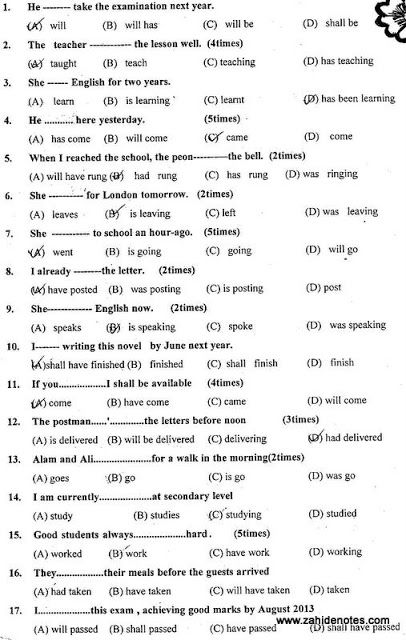 1. He -------- take the examination next year.
(A) will (B) will has (C) will be (D) shall be
2. The teacher ------------ the lesson well. (4times)
(A) taught (B) teach (C) teaching (D) has teaching
3. She ------ English for two years.
(A) learn (B) is learning (C) learnt (D) has been learning
4. He ........... here yesterday. (5times)
(A) has come (B) will come (C) came (D) come
5. When I reached the school, the peon----------the bell. (2times)
(A) will have rung (B) had rung (C) has rung (D) was ringing
6. She ----------- for London tomorrow. (2times)
(A) leaves (B) is leaving (C) left (D) was leaving
7. She ------------ to school an hour-ago. (5times)
(A) went (B) is going (C) going (D) will go
8. I already --------the letter. (2times)
(A) have posted (B) was posting (C) is posting (D) post
9. She------------- English now. (2times)
(A) speaks (B) is speaking (C) spoke (D) was speaking
10. I------- writing this novel by June next year.
(A) shall have finished (B) finished (C) shall finish (D) finish
11. If you..................I shall be available (4times)
(A) come (B) have come (C) came (D) will come
12. The postman...................the letters before noon (3times)
(A) is delivered (B) will be delivered (C) delivering (D) had delivered
13. Alam and Ali......................for a walk in the morning(2times)
(A) goes (B) go (C) is go (D) was go
14. I am currently....................at secondary level
(A) study (B) studies (C) studying (D) studied
15. Good students always....................hard. (5times)
(A) worked (B) work (C) have work (D) working
16. They..................their meals before the guests arrived
(A) had taken (B) have taken (C) will have taken (D) taken
www.zahidenotes.com
17. I.....................this exam , achieving good marks by August 2013
(A) will passed (B) shall passed (C) have passed (D) shall have passed